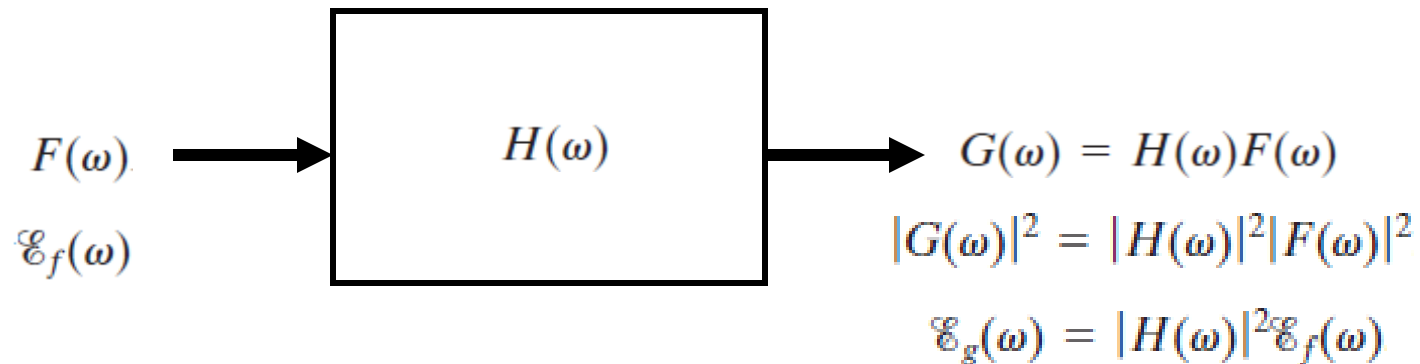 F(ω)
ℰ_f(ω)
H(ω)
G(ω) = H(ω)F(ω)
|G(ω)|² = |H(ω)|²|F(ω)|²
ℰ_g(ω) = |H(ω)|²ℰ_f(ω)